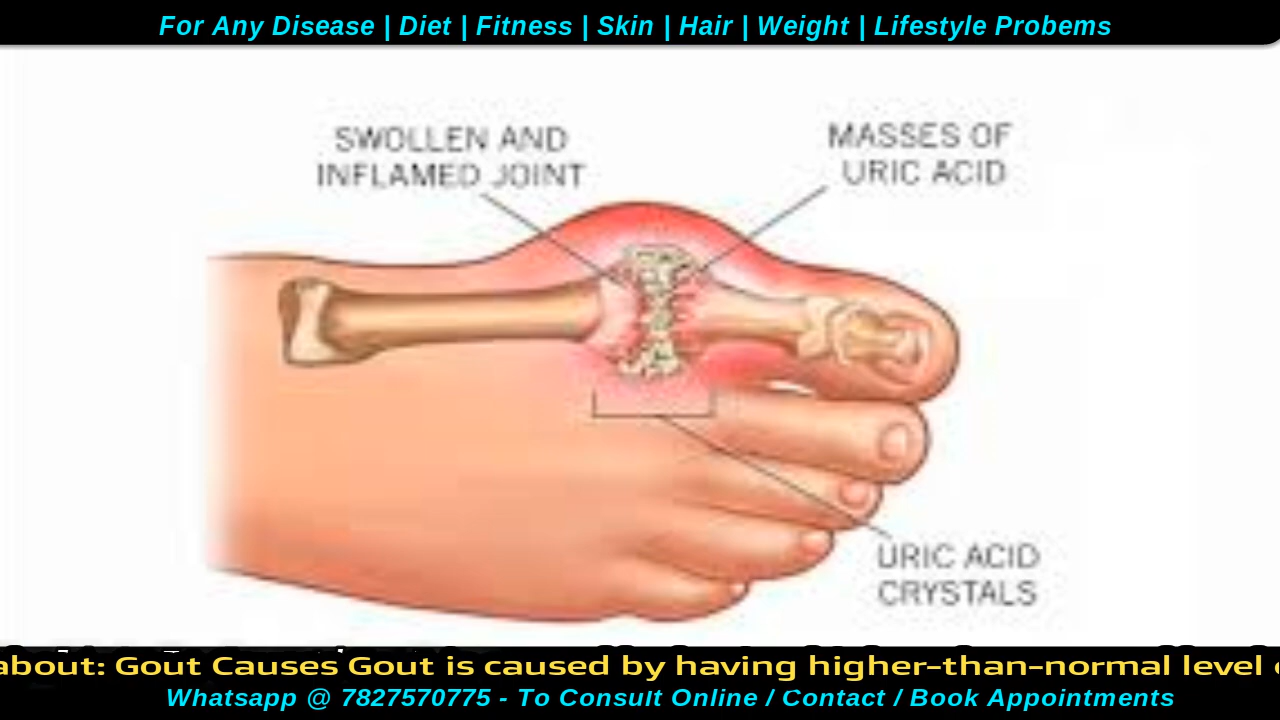 For Any Disease | Diet | Fitness | Skin | Hair | Weight | Lifestyle Probems
SWOLLEN AND
INFLAMED JOINT
MASSES OF
URIC ACID
URIC ACID
CRYSTALS
about: Gout Causes Gout is caused by having higher-than-normal level
Whatsapp @ 7827570775 - To Consult Online / Contact / Book Appointments